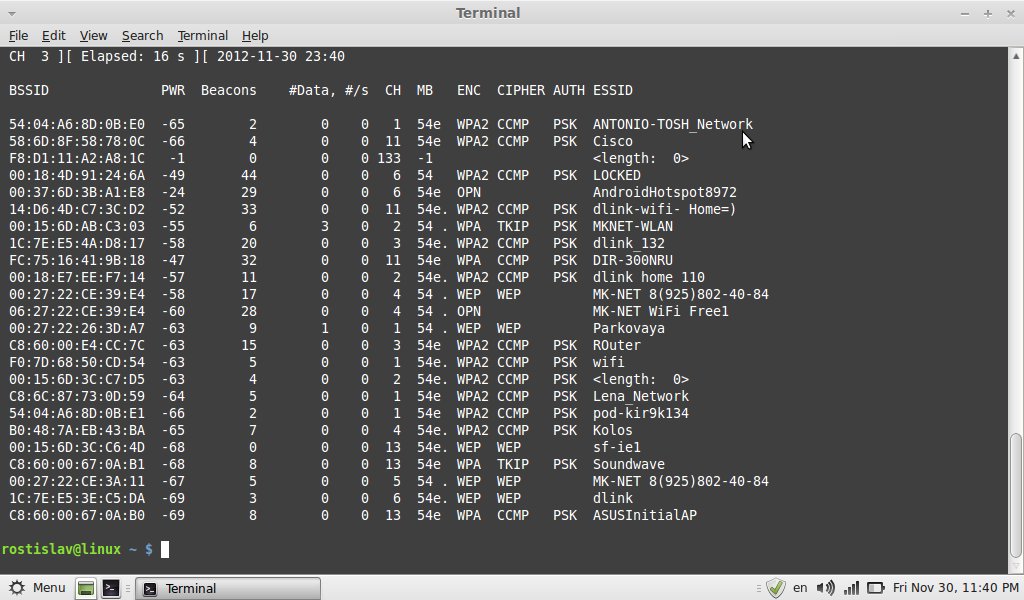 Terminal
File Edit View Search Terminal Help
CH  3 ][ Elapsed: 16 s ][ 2012-11-30 23:40
BSSID              PWR  Beacons    #Data, #/s  CH  MB   ENC  CIPHER AUTH ESSID
54:04:A6:8D:0B:E0  -65        2        0    0   1  54e  WPA2 CCMP   PSK  ANTONIO-TOSH_Network
58:6D:8F:58:78:0C  -66        4        0    0  11  54e  WPA2 CCMP   PSK  Cisco
F8:D1:11:A2:A8:1C   -1        0        0    0 133  -1                    <length:  0>
00:18:4D:91:24:6A  -49       44        0    0   6  54   WPA2 CCMP   PSK  LOCKED
00:37:6D:3B:A1:E8  -24       29        0    0   6  54e  OPN              AndroidHotspot8972
14:D6:4D:C7:3C:D2  -52       33        0    0  11  54e. WPA2 CCMP   PSK  dlink-wifi- Home=)
00:15:6D:AB:C3:03  -55        6        3    0   2  54 . WPA  TKIP   PSK  MKNET-WLAN
1C:7E:E5:4A:D8:17  -58       20        0    0   3  54e. WPA2 CCMP   PSK  dlink_132
FC:75:16:41:9B:18  -47       32        0    0  11  54e  WPA  CCMP   PSK  DIR-300NRU
00:18:E7:EE:F7:14  -57       11        0    0   2  54e. WPA2 CCMP   PSK  dlink home 110
00:27:22:CE:39:E4  -58       17        0    0   4  54 . WEP  WEP         MK-NET 8(925)802-40-84
06:27:22:CE:39:E4  -60       28        0    0   4  54 . OPN              MK-NET WiFi Free1
00:27:22:26:3D:A7  -63        9        1    0   1  54 . WEP  WEP         Parkovaya
C8:60:00:E4:CC:7C  -63       15        0    0   3  54e  WPA2 CCMP   PSK  ROuter
F0:7D:68:50:CD:54  -63        5        0    0   1  54e. WPA2 CCMP   PSK  wifi
00:15:6D:3C:C7:D5  -63        4        0    0   2  54e. WPA2 CCMP   PSK  <length:  0>
C8:6C:87:73:0D:59  -64        5        0    0   1  54e  WPA2 CCMP   PSK  Lena_Network
54:04:A6:8D:0B:E1  -66        2        0    0   1  54e  WPA2 CCMP   PSK  pod-kir9k134
B0:48:7A:EB:43:BA  -65        7        0    0   4  54e. WPA2 CCMP   PSK  Kolos
00:15:6D:3C:C6:4D  -68        0        0    0  13  54e. WEP  WEP         sf-ie1
C8:60:00:67:0A:B1  -68        8        0    0  13  54e  WPA  TKIP   PSK  Soundwave
00:27:22:CE:3A:11  -67        5        0    0   5  54 . WEP  WEP         MK-NET 8(925)802-40-84
1C:7E:E5:3E:C5:DA  -69        3        0    0   6  54e. WEP  WEP         dlink
C8:60:00:67:0A:B0  -69        8        0    0  13  54e  WPA  CCMP   PSK  ASUSInitialAP
rostislav@linux ~ $
Menu Terminal en Fri Nov 30, 11:40 PM